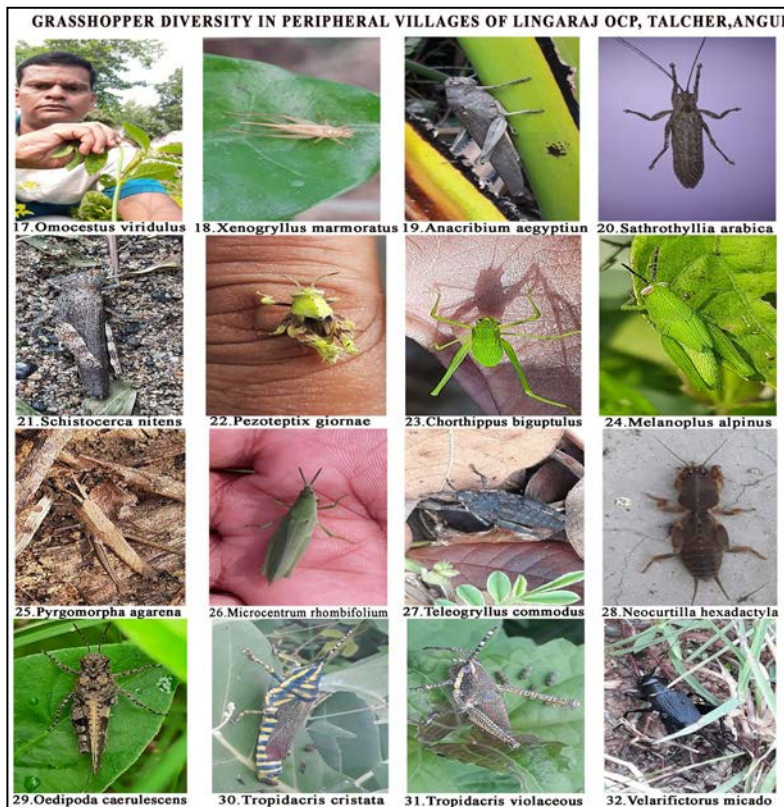 GRASSHOPPER DIVERSITY IN PERIPHERAL VILLAGES OF LINGARAJ OCP, TALCHER,ANGU
17.Omocestus viridulus
18.Xenogryllus marmoratus
19.Anacribium aegyptiun
20.Sathrothyllia arabica
21.Schistocerca nitens
22.Pezoteptix giornae
23.Chorthippus biguptulus
24.Melanoplus alpinus
25.Pyrgomorpha agarena
26.Microcentrum rhombifolium
27.Teleogryllus commodus
28.Neocurtilla hexadactyla
29.Oedipoda caerulescens
30.Tropidacris cristata
31.Tropidacris violaceous
32.Velarifictorus micado